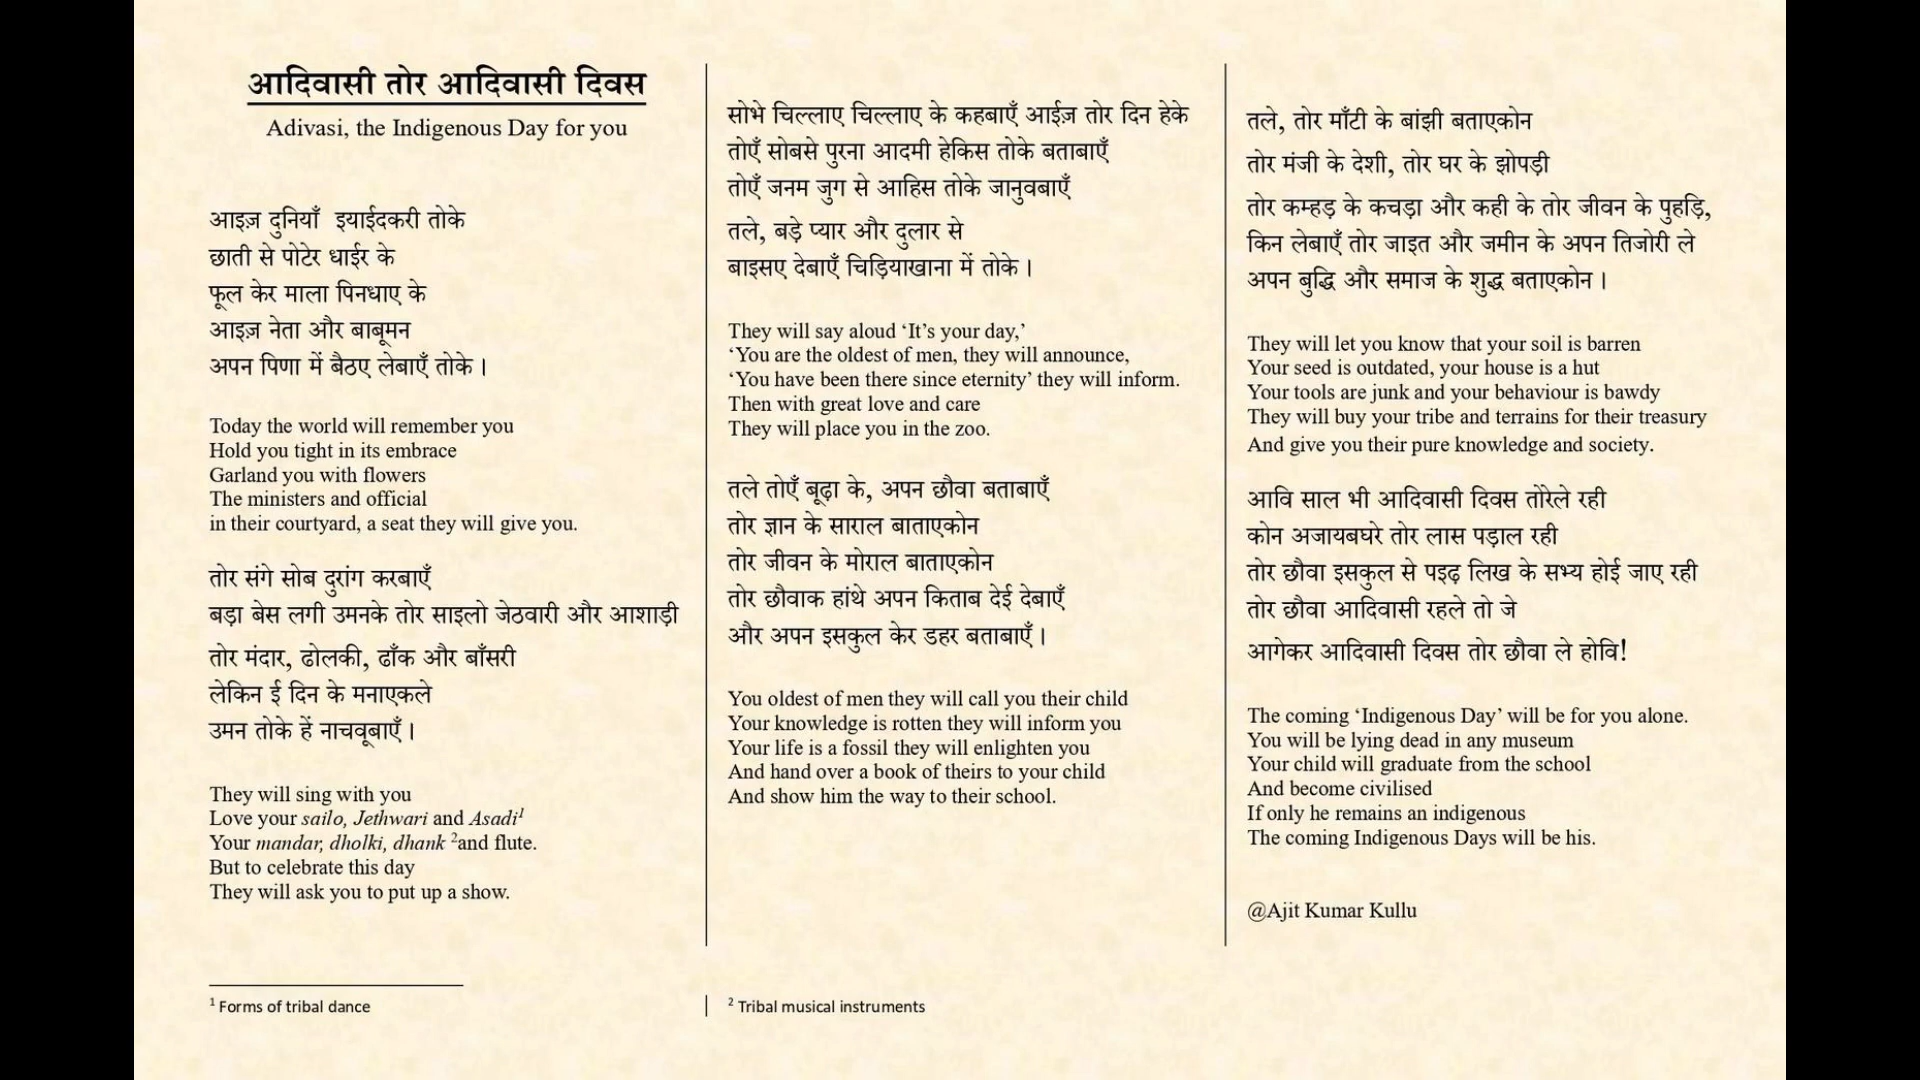 आदिवासी तोर आदिवासी दिवस
Adivasi, the Indigenous Day for you
आइज़ दुनियाँ इयाईदकरी तोके
छाती से पोटेर धाईर के
फूल केर माला पिनधाए के
आइज़ नेता और बाबूमन
अपन पिणा में बैठए लेबाएँ तोके।
Today the world will remember you
Hold you tight in its embrace
Garland you with flowers
The ministers and official
in their courtyard, a seat they will give you.
तोर संगे सोब दुरांग करबाएँ
बड़ा बेस लगी उमनके तोर साइलो जेठवारी और आशाड़ी
तोर मंदार, ढोलकी, ढाँक और बाँसरी
लेकिन ई दिन के मनाएकले
उमन तोके हें नाचवूबाएँ।
They will sing with you
Love your sailo, Jethwari and Asadi1
Your mandar, dholki, dhank 2and flute.
But to celebrate this day
They will ask you to put up a show.
1 Forms of tribal dance
सोभे चिल्लाए चिल्लाए के कहबाएँ आईज़ तोर दिन हेके
तोएँ सोबसे पुरना आदमी हेकिस तोके बताबाएँ
तोएँ जनम जुग से आहिस तोके जानुवबाएँ
तले, बड़े प्यार और दुलार से
बाइसए देबाएँ चिड़ियाखाना में तोके।
They will say aloud ‘It’s your day,’
‘You are the oldest of men, they will announce,
‘You have been there since eternity’ they will inform.
Then with great love and care
They will place you in the zoo.
तले तोएँ बूढ़ा के, अपन छौवा बताबाएँ
तोर ज्ञान के साराल बाताएकोन
तोर जीवन के मोराल बाताएकोन
तोर छौवाक हांथे अपन किताब देई देबाएँ
और अपन इसकुल केर डहर बताबाएँ।
You oldest of men they will call you their child
Your knowledge is rotten they will inform you
Your life is a fossil they will enlighten you
And hand over a book of theirs to your child
And show him the way to their school.
2 Tribal musical instruments
तले, तोर माँटी के बांझी बताएकोन
तोर मंजी के देशी, तोर घर के झोपड़ी
तोर कम्हड़ के कचड़ा और कही के तोर जीवन के पुहड़ि,
किन लेबाएँ तोर जाइत और जमीन के अपन तिजोरी ले
अपन बुद्धि और समाज के शुद्ध बताएकोन।
They will let you know that your soil is barren
Your seed is outdated, your house is a hut
Your tools are junk and your behaviour is bawdy
They will buy your tribe and terrains for their treasury
And give you their pure knowledge and society.
आवि साल भी आदिवासी दिवस तोरेले रही
कोन अजायबघरे तोर लास पड़ाल रही
तोर छौवा इसकुल से पइढ़ लिख के सभ्य होई जाए रही
तोर छौवा आदिवासी रहले तो जे
आगेकर आदिवासी दिवस तोर छौवा ले होवि!
The coming ‘Indigenous Day’ will be for you alone.
You will be lying dead in any museum
Your child will graduate from the school
And become civilised
If only he remains an indigenous
The coming Indigenous Days will be his.
@Ajit Kumar Kullu